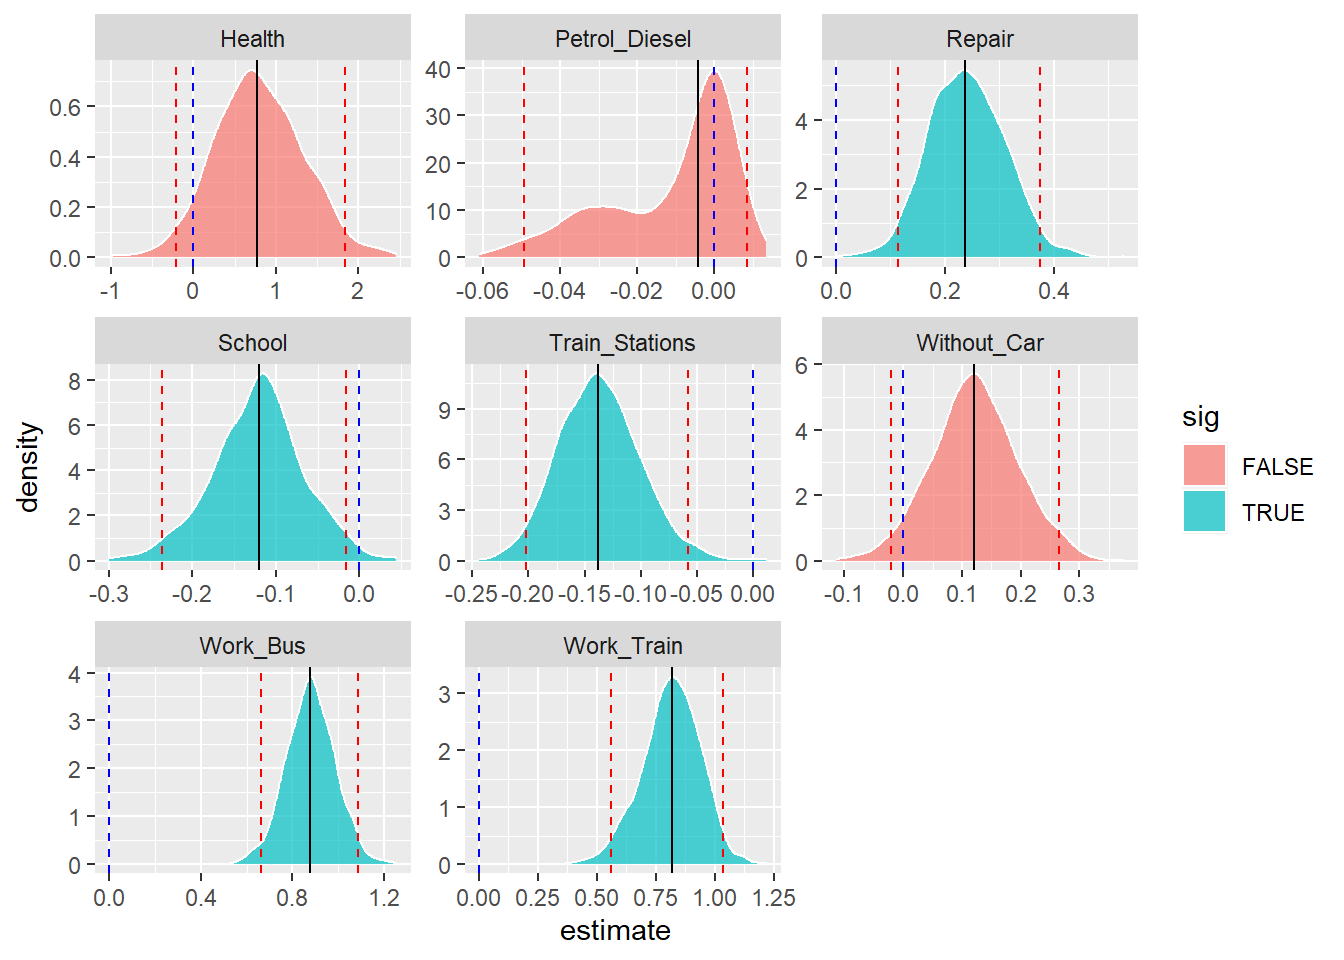 Health Petrol_Diesel Repair
0.6
0.4
0.2
0.0
-1 0 1 2
40
30
20
10
0
-0.06 -0.04 -0.02 0.00
4
2
0
0.0 0.2 0.4
School Train_Stations Without_Car
8
6
4
2
0
-0.3 -0.2 -0.1 0.0
9
6
3
0
-0.25 -0.20 -0.15 -0.10 -0.05 0.00
6
4
2
0
-0.1 0.0 0.1 0.2 0.3
Work_Bus Work_Train
4
3
2
1
0
0.0 0.4 0.8 1.2
3
2
1
0
0.00 0.25 0.50 0.75 1.00 1.25
density
estimate
sig
FALSE
TRUE